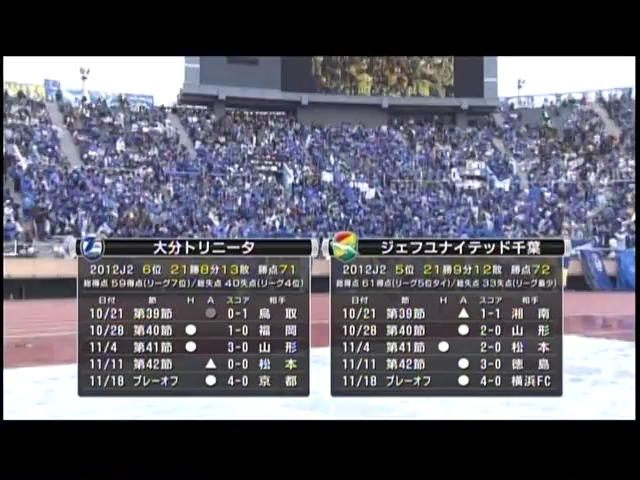 大分トリニータ
2012J2 6位 21勝8分13敗 勝点71
総得点 59得点(リーグ7位)/総失点 40失点(リーグ4位)
日付 節 H A スコア 相手
10/21 第39節 ● 0-1 鳥取
10/28 第40節 ○ 1-0 福岡
11/4 第41節 ○ 3-0 山形
11/11 第42節 △ 0-0 松本
11/18 プレーオフ ○ 4-0 京都
ジェフユナイテッド千葉
2012J2 5位 21勝9分12敗 勝点72
総得点 61得点(リーグ5位タイ)/総失点 33失点(リーグ最少)
日付 節 H A スコア 相手
10/21 第39節 △ 1-1 湘南
10/28 第40節 ○ 2-0 山形
11/4 第41節 ○ 2-0 松本
11/11 第42節 ○ 3-0 徳島
11/18 プレーオフ ○ 4-0 横浜FC